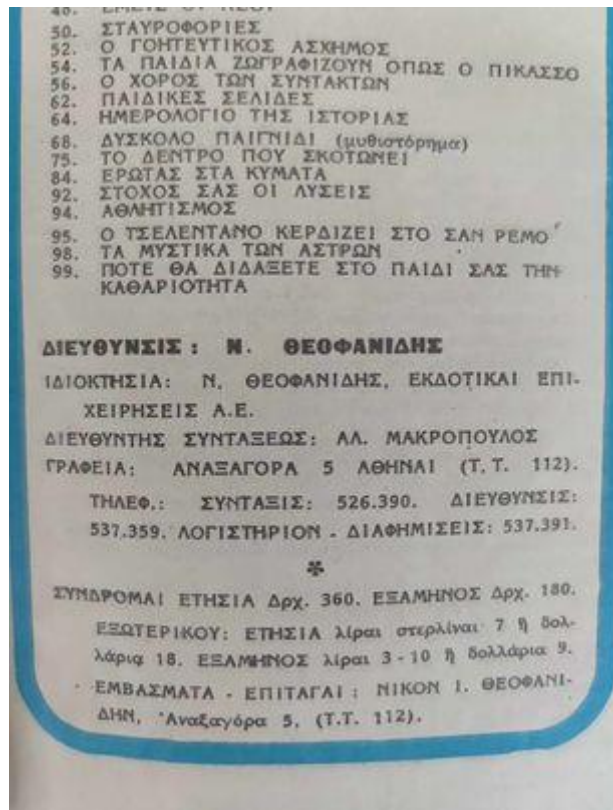 48. ΕΜΕΙΣ ΟΙ ΝΕΟΙ
50. ΣΤΑΥΡΟΦΟΡΙΕΣ
52. Ο ΓΟΗΤΕΥΤΙΚΟΣ ΑΣΧΗΜΟΣ
54. ΤΑ ΠΑΙΔΙΑ ΖΩΓΡΑΦΙΖΟΥΝ ΟΠΩΣ Ο ΠΙΚΑΣΣΟ
56. Ο ΧΟΡΟΣ ΤΩΝ ΣΥΝΤΑΚΤΩΝ
62. ΠΑΙΔΙΚΕΣ ΣΕΛΙΔΕΣ
64. ΗΜΕΡΟΛΟΓΙΟ ΤΗΣ ΙΣΤΟΡΙΑΣ
68. ΔΥΣΚΟΛΟ ΠΑΙΓΝΙΔΙ (μυθιστόρημα)
75. ΤΟ ΔΕΝΤΡΟ ΠΟΥ ΣΚΟΤΩΝΕΙ
84. ΕΡΩΤΑΣ ΣΤΑ ΚΥΜΑΤΑ
92. ΣΤΟΧΟΣ ΣΑΣ ΟΙ ΛΥΣΕΙΣ
94. ΑΘΛΗΤΙΣΜΟΣ
95. Ο ΤΣΕΛΕΝΤΑΝΟ ΚΕΡΔΙΖΕΙ ΣΤΟ ΣΑΝ ΡΕΜΟ
98. ΤΑ ΜΥΣΤΙΚΑ ΤΩΝ ΑΣΤΡΩΝ
99. ΠΟΤΕ ΘΑ ΔΙΔΑΞΕΤΕ ΣΤΟ ΠΑΙΔΙ ΣΑΣ ΤΗΝ
ΚΑΘΑΡΙΟΤΗΤΑ
ΔΙΕΥΘΥΝΣΙΣ : Ν. ΘΕΟΦΑΝΙΔΗΣ
ΙΔΙΟΚΤΗΣΙΑ: Ν. ΘΕΟΦΑΝΙΔΗΣ, ΕΚΔΟΤΙΚΑΙ ΕΠΙ-
ΧΕΙΡΗΣΕΙΣ Α.Ε.
ΔΙΕΥΘΥΝΤΗΣ ΣΥΝΤΑΞΕΩΣ: ΑΛ. ΜΑΚΡΟΠΟΥΛΟΣ
ΓΡΑΦΕΙΑ: ΑΝΑΞΑΓΟΡΑ 5 ΑΘΗΝΑΙ (Τ.Τ. 112).
ΤΗΛΕΦ.: ΣΥΝΤΑΞΙΣ: 526.390. ΔΙΕΥΘΥΝΣΙΣ:
537.359. ΛΟΓΙΣΤΗΡΙΟΝ - ΔΙΑΦΗΜΙΣΕΙΣ: 537.391.
*
ΣΥΝΔΡΟΜΑΙ ΕΤΗΣΙΑ Δρχ. 360. ΕΞΑΜΗΝΟΣ Δρχ. 180.
ΕΞΩΤΕΡΙΚΟΥ: ΕΤΗΣΙΑ λίραι στερλίναι 7 ἢ δολ-
λάρια 18. ΕΞΑΜΗΝΟΣ λίραι 3-10 ἢ δολλάρια 9.
ΕΜΒΑΣΜΑΤΑ - ΕΠΙΤΑΓΑΙ : ΝΙΚΟΝ Ι. ΘΕΟΦΑΝΙ-
ΔΗΝ, Ἀναξαγόρα 5, (Τ.Τ. 112).